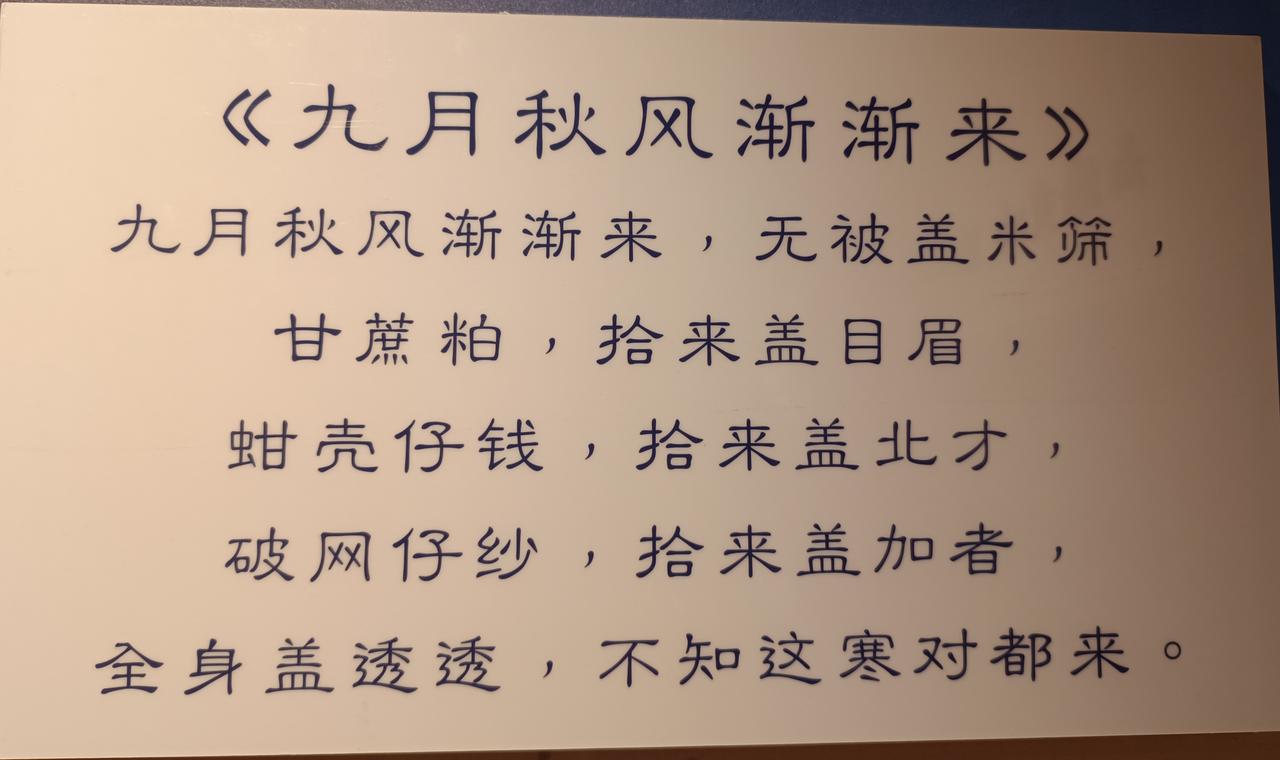 《九月秋风渐渐来》
九月秋风渐渐来，无被盖米筛，
甘蔗粕，拾来盖目眉，
蚶壳仔钱，拾来盖北才，
破网仔纱，拾来盖加者，
全身盖透透，不知这寒对都来。